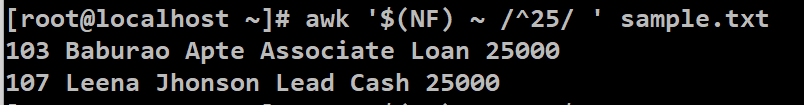 [root@localhost ~]# awk '$(NF) ~ /^25/ ' sample.txt
103 Baburao Apte Associate Loan 25000
107 Leena Jhonson Lead Cash 25000